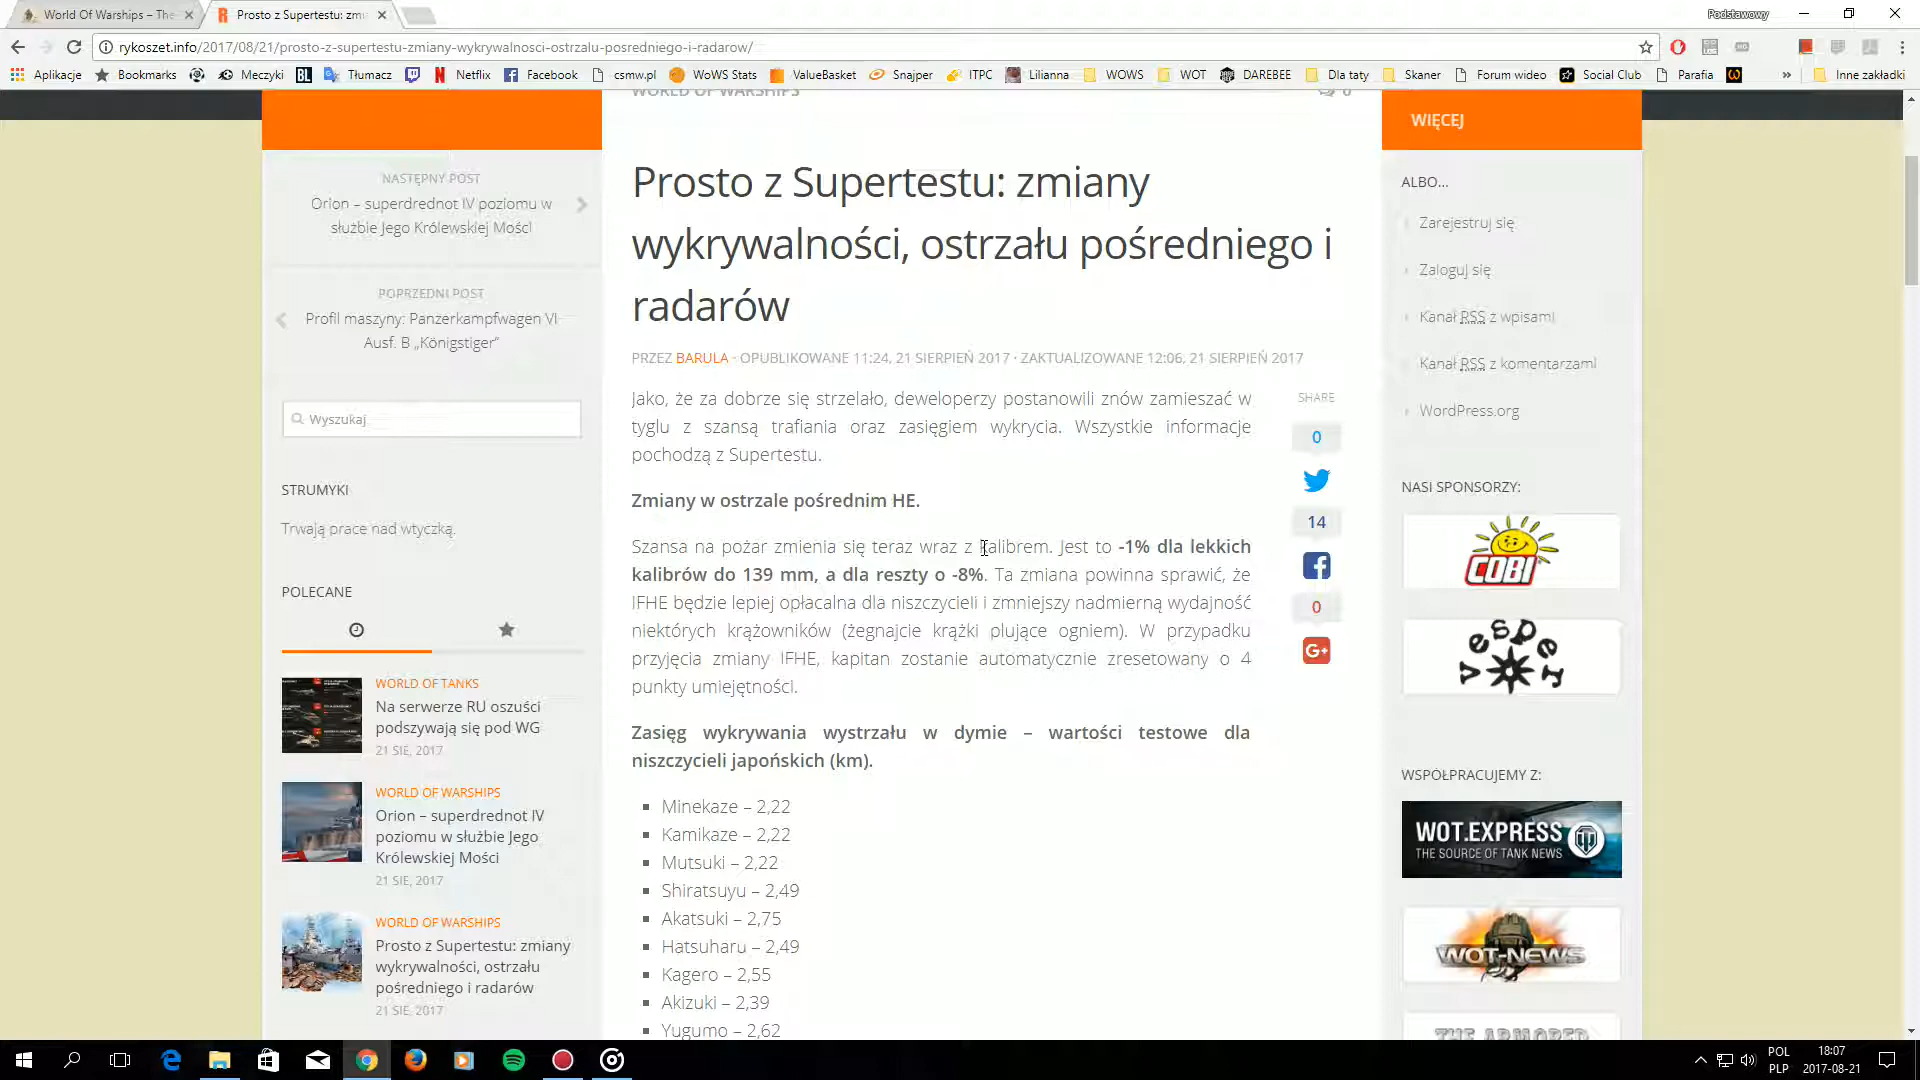 World Of Warships – The
Prosto z Supertestu: zmi
Podstawowy
rykoszet.info/2017/08/21/prosto-z-supertestu-zmiany-wykrywalnosci-ostrzalu-posredniego-i-radarow/
Aplikacje
Bookmarks
Meczyki
BL
Tłumacz
Netflix
Facebook
csmw.pl
WoWS Stats
ValueBasket
Snajper
ITPC
Lilianna
WOWS
WOT
DAREBEE
Dla taty
Skaner
Forum wideo
Social Club
Parafia
»
Inne zakładki
WORLD OF WARSHIPS
0
WIĘCEJ
NASTĘPNY POST
Orion – superdrednot IV poziomu w
służbie Jego Królewskiej Mości
POPRZEDNI POST
Profil maszyny: Panzerkampfwagen VI
Ausf. B „Königstiger”
Wyszukaj
STRUMYKI
Trwają prace nad wtyczką.
POLECANE
WORLD OF TANKS
Na serwerze RU oszuści
podszywają się pod WG
21 SIE, 2017
WORLD OF WARSHIPS
Orion – superdrednot IV
poziomu w służbie Jego
Królewskiej Mości
21 SIE, 2017
WORLD OF WARSHIPS
Prosto z Supertestu: zmiany
wykrywalności, ostrzału
pośredniego i radarów
21 SIE, 2017
Prosto z Supertestu: zmiany
wykrywalności, ostrzału pośredniego i
radarów
PRZEZ BARULA · OPUBLIKOWANE 11:24, 21 SIERPIEŃ 2017 · ZAKTUALIZOWANE 12:06, 21 SIERPIEŃ 2017
Jako, że za dobrze się strzelało, deweloperzy postanowili znów zamieszać w
tyglu z szansą trafiania oraz zasięgiem wykrycia. Wszystkie informacje
pochodzą z Supertestu.
Zmiany w ostrzale pośrednim HE.
Szansa na pożar zmienia się teraz wraz z kalibrem. Jest to -1% dla lekkich
kalibrów do 139 mm, a dla reszty o -8%. Ta zmiana powinna sprawić, że
IFHE będzie lepiej opłacalna dla niszczycieli i zmniejszy nadmierną wydajność
niektórych krążowników (żegnajcie krążki plujące ogniem). W przypadku
przyjęcia zmiany IFHE, kapitan zostanie automatycznie zresetowany o 4
punkty umiejętności.
Zasięg wykrywania wystrzału w dymie – wartości testowe dla
niszczycieli japońskich (km).
Minekaze – 2,22
Kamikaze – 2,22
Mutsuki – 2,22
Shiratsuyu – 2,49
Akatsuki – 2,75
Hatsuharu – 2,49
Kagero – 2,55
Akizuki – 2,39
Yugumo – 2,62
SHARE
0
14
0
G+
ALBO...
Zarejestruj się
Zaloguj się
Kanał RSS z wpisami
Kanał RSS z komentarzami
WordPress.org
NASI SPONSORZY:
COBI
vesper
WSPÓŁPRACUJEMY Z:
WOT.EXPRESS
THE SOURCE OF TANK NEWS
WOT-NEWS
THE ARMORED
POL
PLP
18:07
2017-08-21